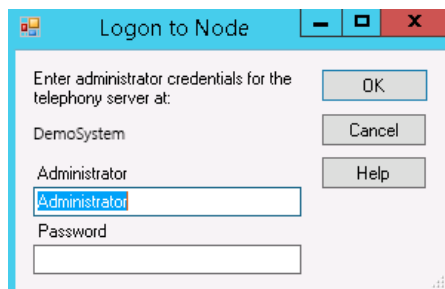 Logon to Node
Enter administrator credentials for the
telephony server at:
OK
DemoSystem
Cancel
Administrator
Help
Administrator
Password